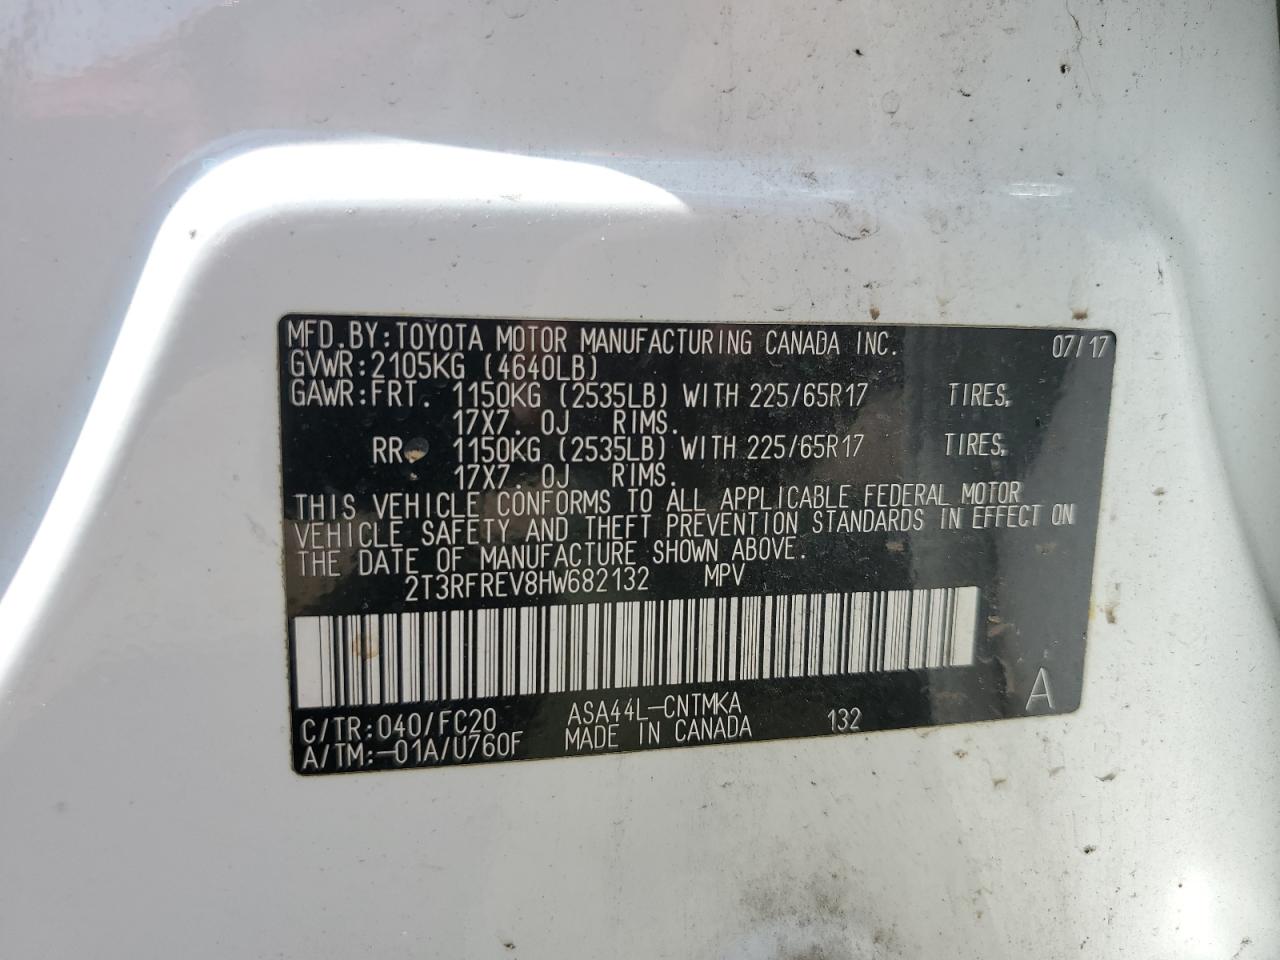 MFD.BY:TOYOTA MOTOR MANUFACTURING CANADA INC. 07/17
GVWR:2105KG (4640LB)
GAWR:FRT. 1150KG (2535LB) WITH 225/65R17 TIRES,
17X7 0J RIMS.
RR 1150KG (2535LB) WITH 225/65R17 TIRES,
17X7 0J RIMS.
THIS VEHICLE CONFORMS TO ALL APPLICABLE FEDERAL MOTOR
VEHICLE SAFETY AND THEFT PREVENTION STANDARDS IN EFFECT ON
THE DATE OF MANUFACTURE SHOWN ABOVE.
2T3RFREV8HW682132 MPV
C/TR:040/FC20 ASA44L-CNTMKA A
A/TM:-01A/U760F MADE IN CANADA 132